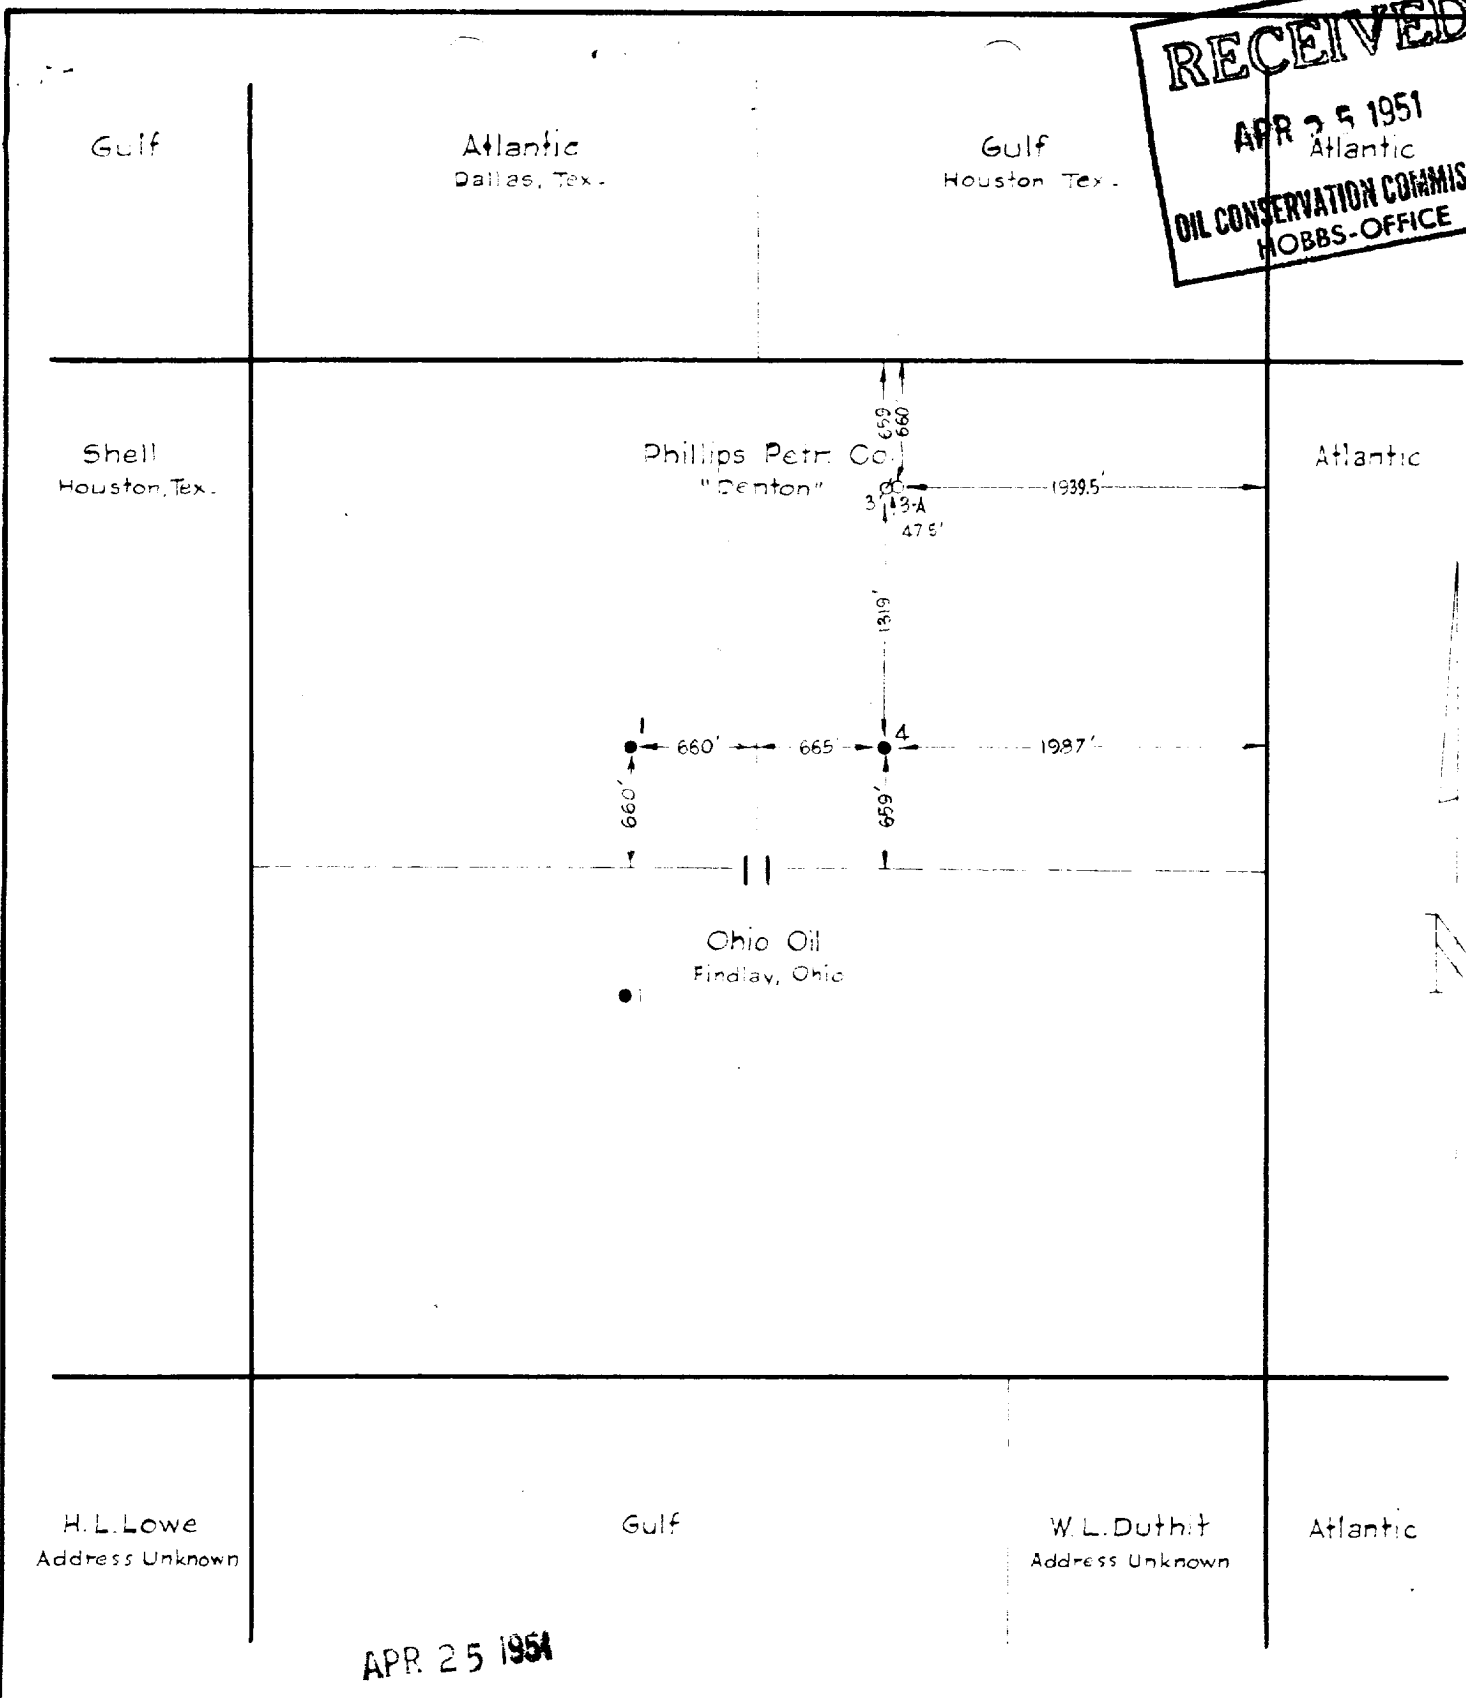 RECEIVED
APR 25 1951
OIL CONSERVATION COMMIS
HOBBS-OFFICE
Gulf
Atlantic
Dallas, Tex.
Gulf
Houston Tex.
Atlantic
Shell
Houston, Tex.
Phillips Petr. Co.
"Denton"
659
660
Atlantic
1939.5'
3
3-A
47.5'
1319'
1
660'
665
4
1987'
660'
659'
11
Ohio Oil
Findlay, Ohio
1
N
H.L. Lowe
Address Unknown
Gulf
W.L. Duthit
Address Unknown
Atlantic
APR 25 1951